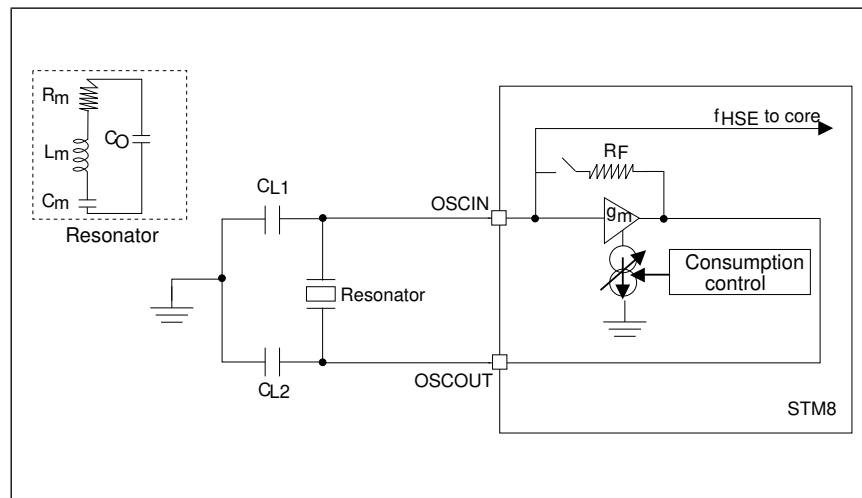 Rm
Lm
CO
Cm
Resonator
CL1
CL2
Resonator
OSCIN
OSCOUT
fHSE to core
RF
gm
Consumption
control
STM8